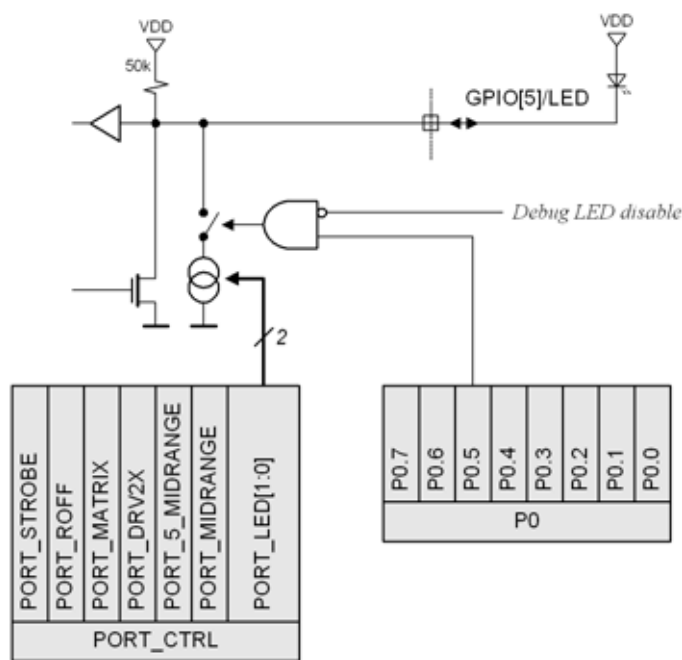 VDD
VDD
50k
GPIO[5]/LED
Debug LED disable
2
PORT_STROBE
PORT_ROFF
PORT_MATRIX
PORT_DRV2X
PORT_5_MIDRANGE
PORT_MIDRANGE
PORT_LED[1:0]
PORT_CTRL
P0.7
P0.6
P0.5
P0.4
P0.3
P0.2
P0.1
P0.0
P0